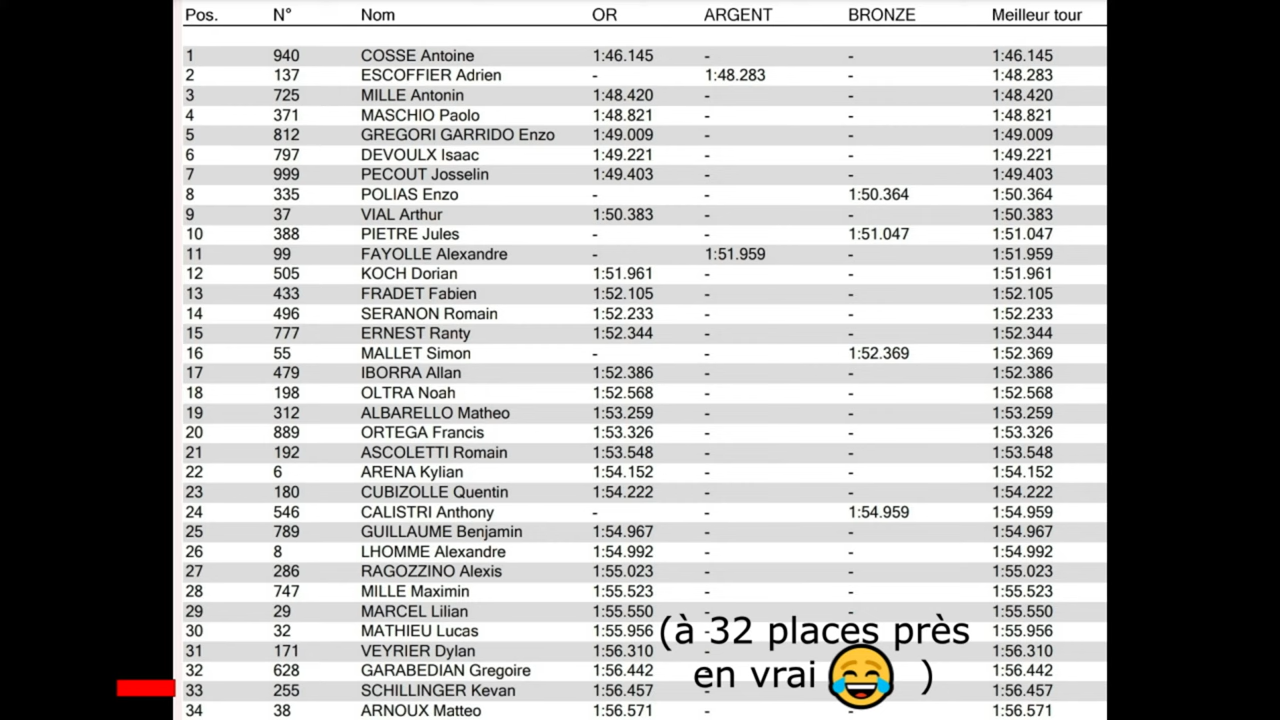 Pos. N° Nom OR ARGENT BRONZE Meilleur tour
1 940 COSSE Antoine 1:46.145 - - 1:46.145
2 137 ESCOFFIER Adrien - 1:48.283 - 1:48.283
3 725 MILLE Antonin 1:48.420 - - 1:48.420
4 371 MASCHIO Paolo 1:48.821 - - 1:48.821
5 812 GREGORI GARRIDO Enzo 1:49.009 - - 1:49.009
6 797 DEVOULX Isaac 1:49.221 - - 1:49.221
7 999 PECOUT Josselin 1:49.403 - - 1:49.403
8 335 POLIAS Enzo - - 1:50.364 1:50.364
9 37 VIAL Arthur 1:50.383 - - 1:50.383
10 388 PIETRE Jules - - 1:51.047 1:51.047
11 99 FAYOLLE Alexandre - 1:51.959 - 1:51.959
12 505 KOCH Dorian 1:51.961 - - 1:51.961
13 433 FRADET Fabien 1:52.105 - - 1:52.105
14 496 SERANON Romain 1:52.233 - - 1:52.233
15 777 ERNEST Ranty 1:52.344 - - 1:52.344
16 55 MALLET Simon - - 1:52.369 1:52.369
17 479 IBORRA Allan 1:52.386 - - 1:52.386
18 198 OLTRA Noah 1:52.568 - - 1:52.568
19 312 ALBARELLO Matheo 1:53.259 - - 1:53.259
20 889 ORTEGA Francis 1:53.326 - - 1:53.326
21 192 ASCOLETTI Romain 1:53.548 - - 1:53.548
22 6 ARENA Kylian 1:54.152 - - 1:54.152
23 180 CUBIZOLLE Quentin 1:54.222 - - 1:54.222
24 546 CALISTRI Anthony - - 1:54.959 1:54.959
25 789 GUILLAUME Benjamin 1:54.967 - - 1:54.967
26 8 LHOMME Alexandre 1:54.992 - - 1:54.992
27 286 RAGOZZINO Alexis 1:55.023 - - 1:55.023
28 747 MILLE Maximin 1:55.523 - - 1:55.523
29 29 MARCEL Lilian 1:55.550 - - 1:55.550
30 32 MATHIEU Lucas 1:55.956 - - 1:55.956
31 171 VEYRIER Dylan 1:56.310 - - 1:56.310
32 628 GARABEDIAN Gregoire 1:56.442 - - 1:56.442
33 255 SCHILLINGER Kevan 1:56.457 - - 1:56.457
34 38 ARNOUX Matteo 1:56.571 - - 1:56.571
(à 32 places près
en vrai 😂 )